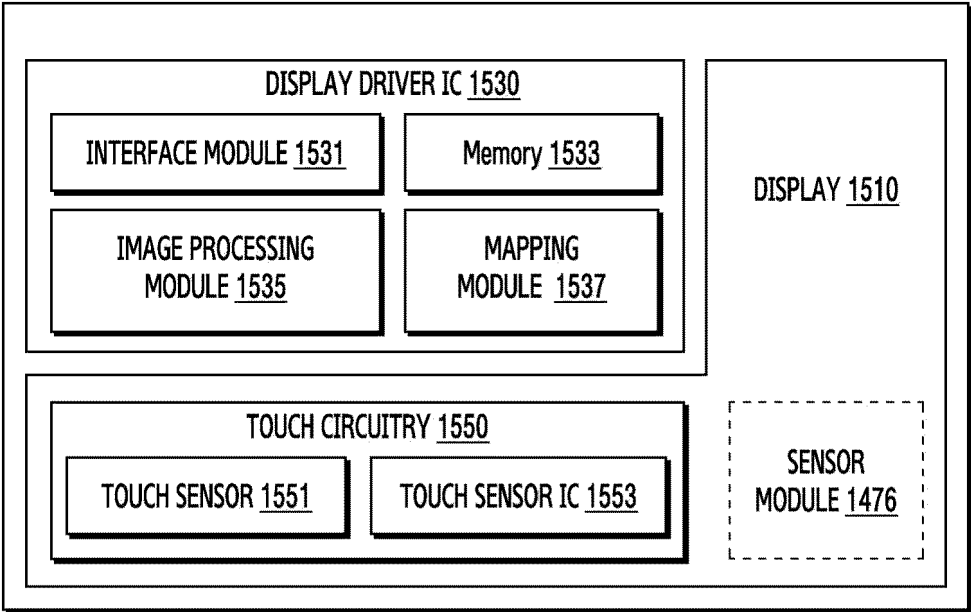 DISPLAY DRIVER IC 1530
INTERFACE MODULE 1531
Memory 1533
IMAGE PROCESSING
MODULE 1535
MAPPING
MODULE 1537
DISPLAY 1510
TOUCH CIRCUITRY 1550
TOUCH SENSOR 1551
TOUCH SENSOR IC 1553
SENSOR
MODULE 1476